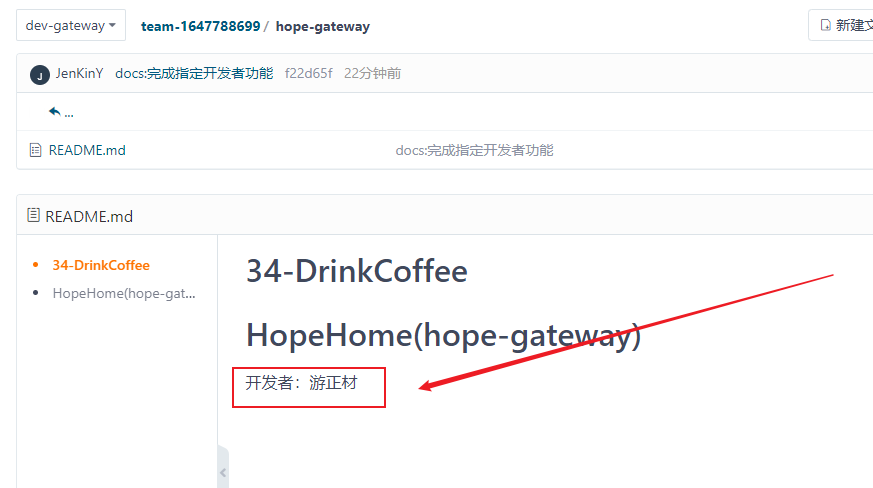 dev-gateway team-1647788699 / hope-gateway 新建文
J JenKinY docs:完成指定开发者功能 f22d65f 22分钟前
...
README.md docs:完成指定开发者功能
README.md
34-DrinkCoffee
HopeHome(hope-gat...
34-DrinkCoffee
HopeHome(hope-gateway)
开发者：游正材